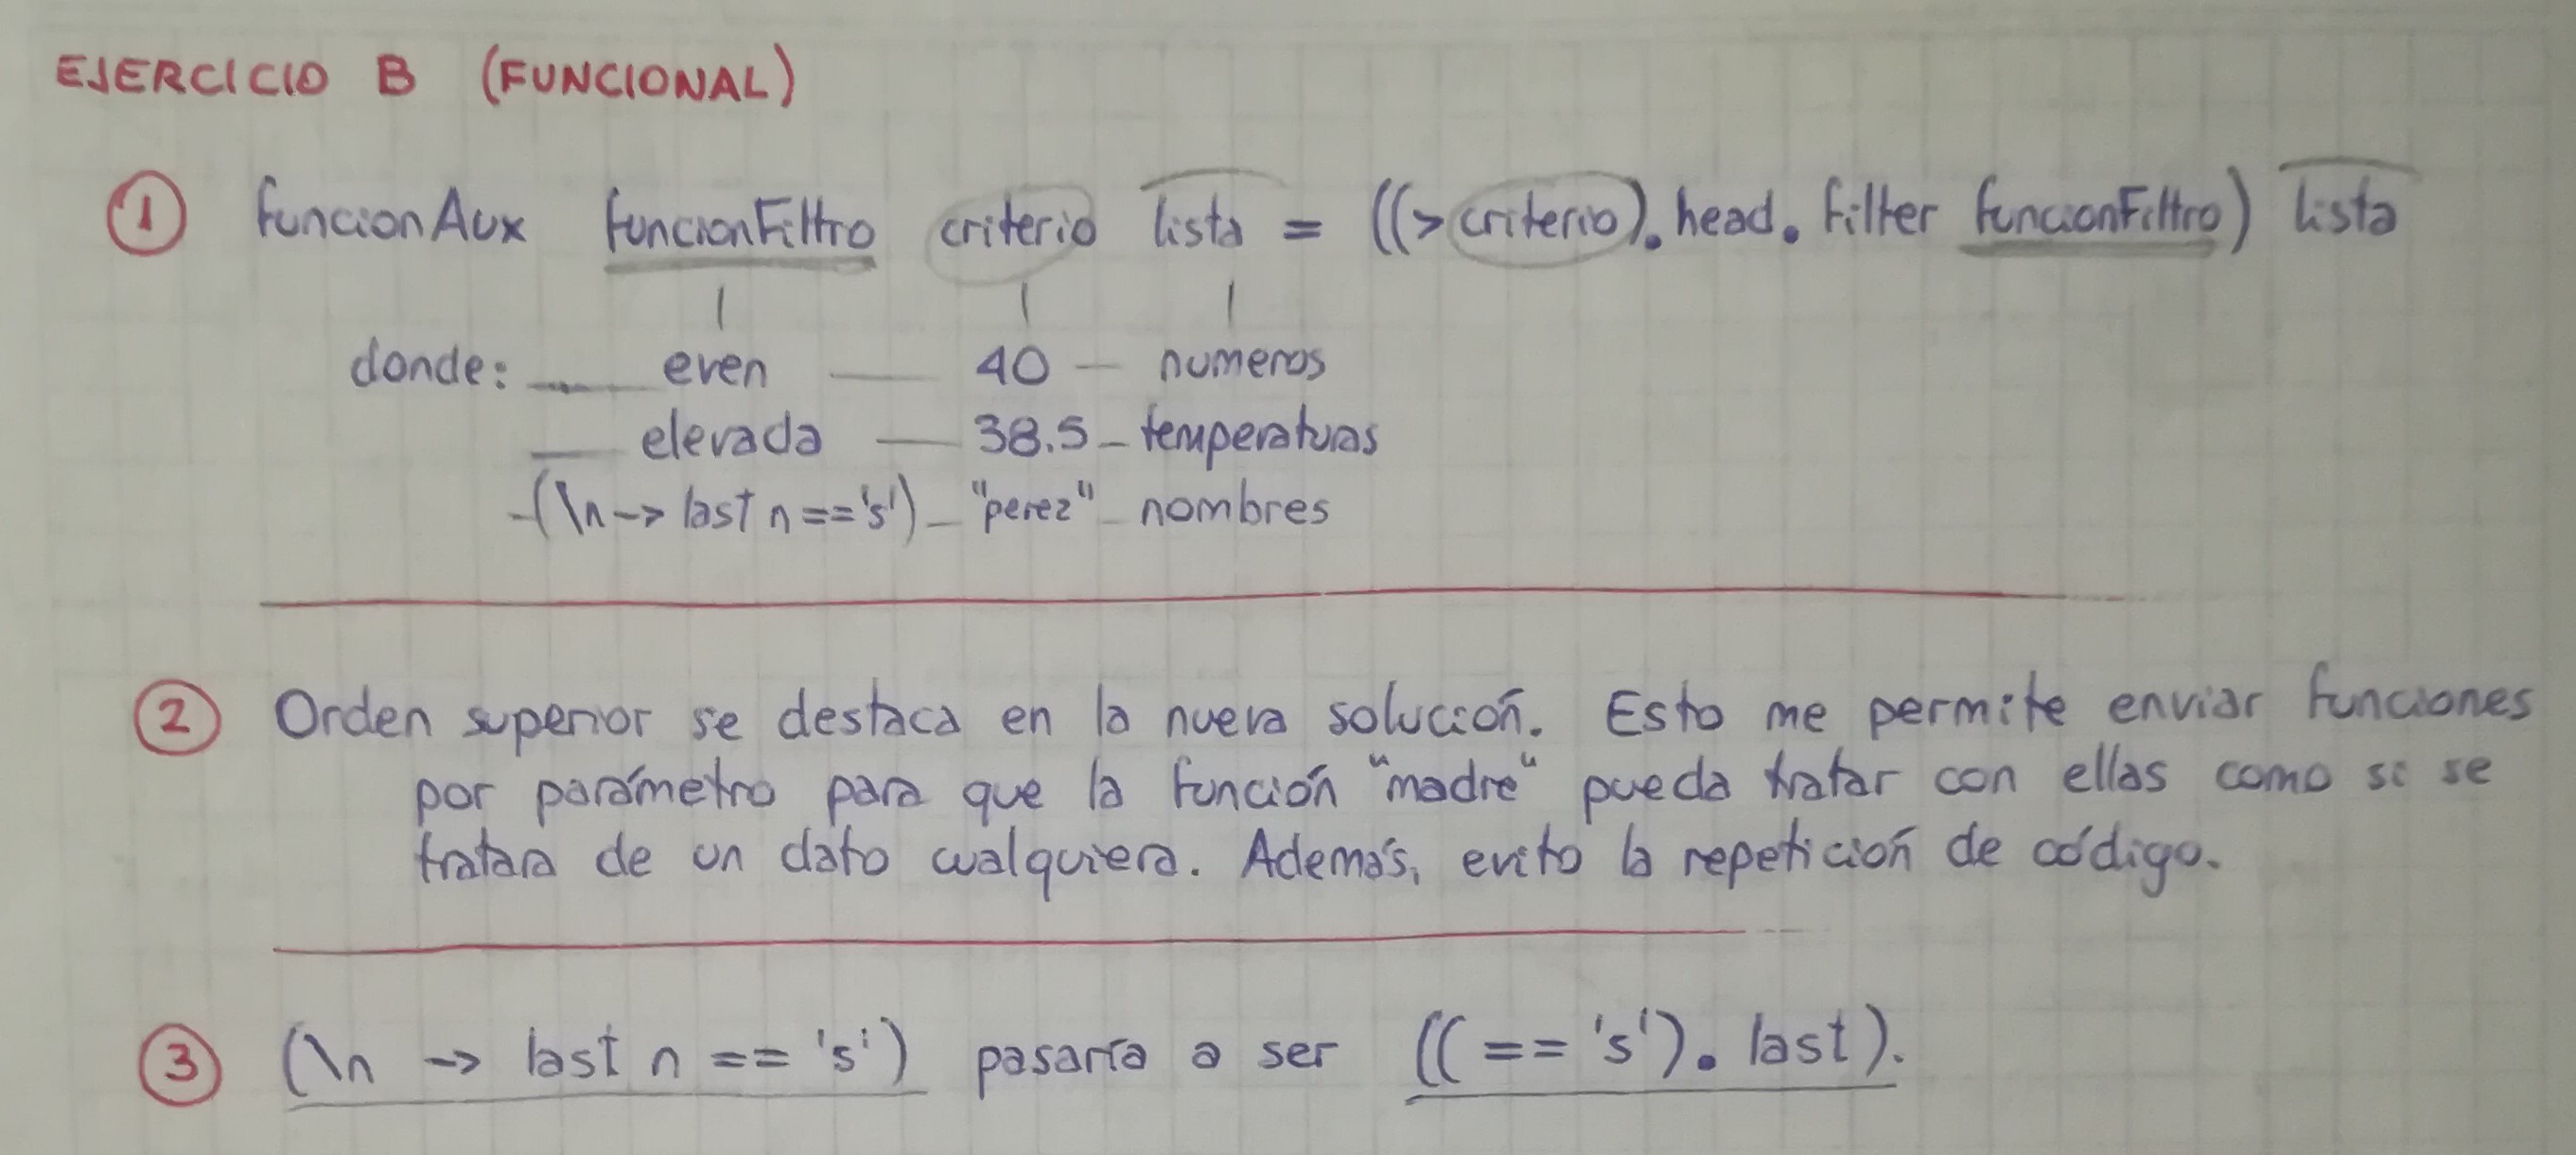 EJERCICIO B (FUNCIONAL)
1 funcionAux funcionFiltro criterio lista = ((>criterio).head.filter funcionFiltro) lista
donde: even 40 numeros
elevada 38.5 temperaturas
(\n-> last n=='s') "perez" nombres
2 Orden superior se destaca en la nueva solución. Esto me permite enviar funciones
por parámetro para que la función "madre" pueda tratar con ellas como si se
tratara de un dato cualquiera. Además, evito la repetición de código.
3 (\n -> last n == 's') pasaría a ser ((=='s').last).